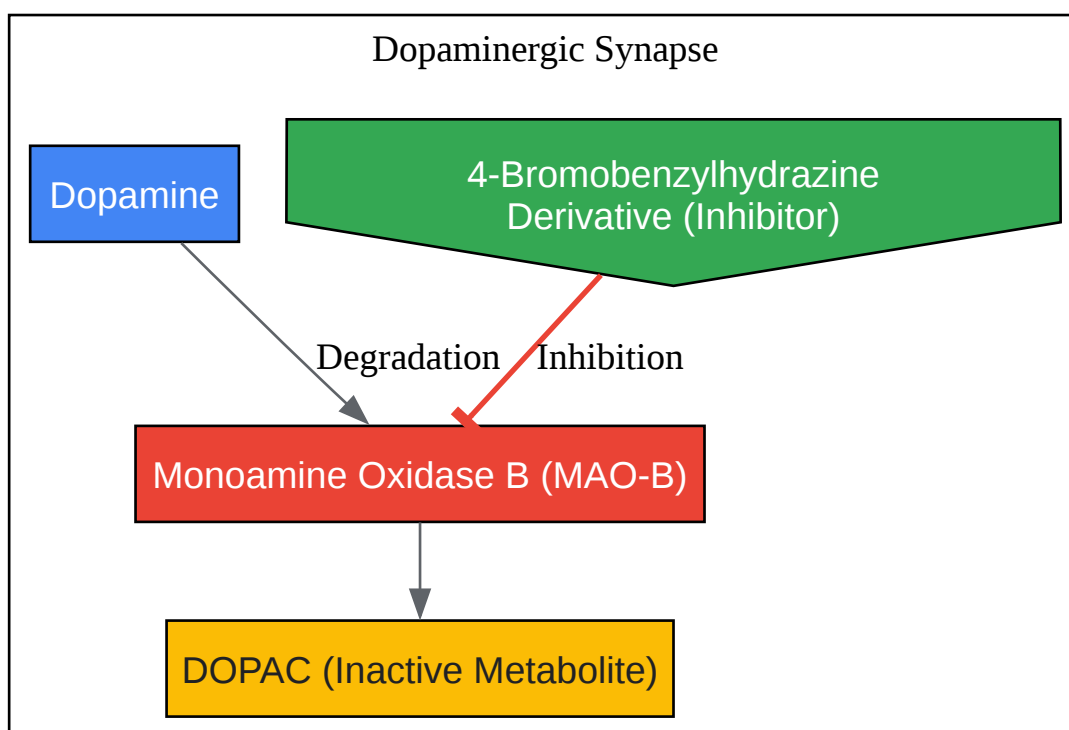 Dopaminergic Synapse
Dopamine
4-Bromobenzylhydrazine
Derivative (Inhibitor)
Degradation
Inhibition
Monoamine Oxidase B (MAO-B)
DOPAC (Inactive Metabolite)